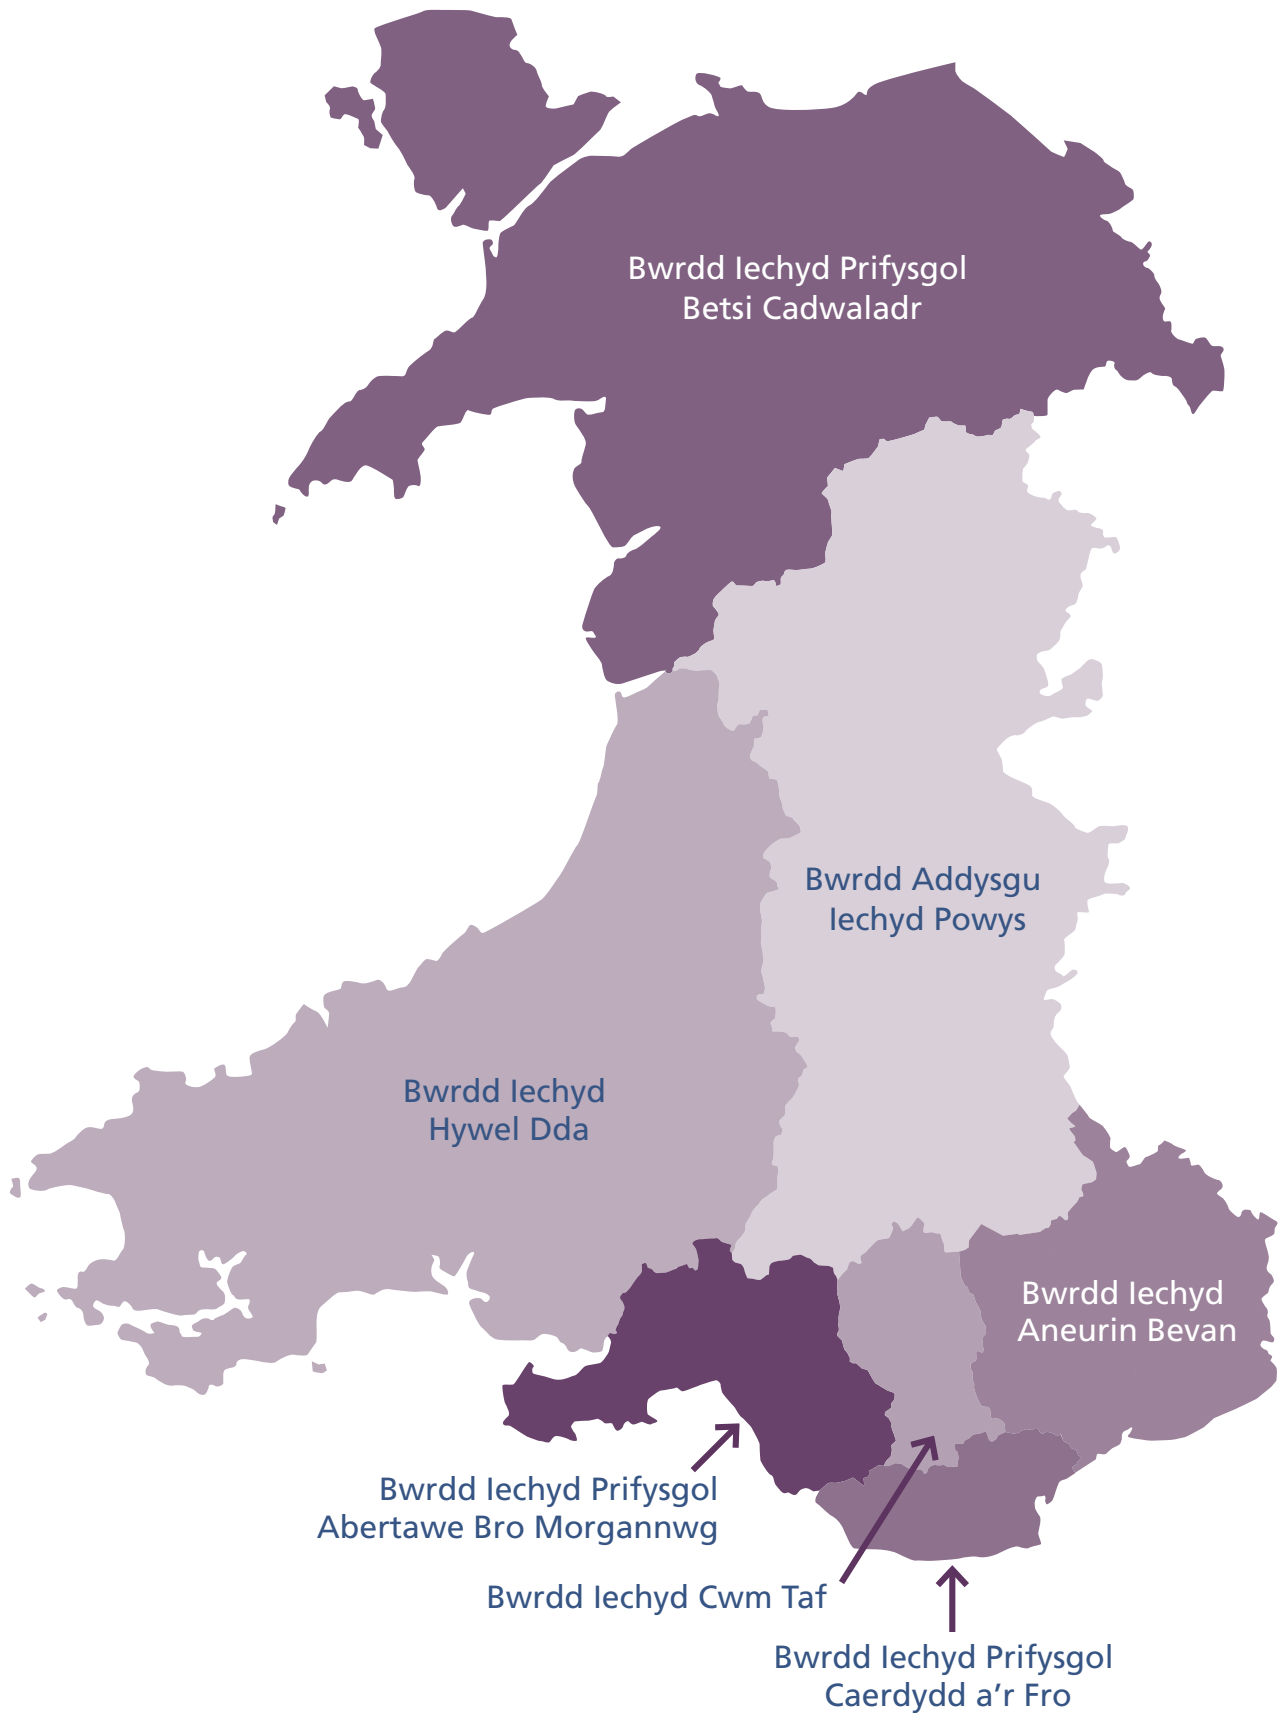 Bwrdd Iechyd Prifysgol
Betsi Cadwaladr
Bwrdd Addysgu
Iechyd Powys
Bwrdd Iechyd
Hywel Dda
Bwrdd Iechyd
Aneurin Bevan
Bwrdd Iechyd Prifysgol
Abertawe Bro Morgannwg
Bwrdd Iechyd Cwm Taf
Bwrdd Iechyd Prifysgol
Caerdydd a’r Fro